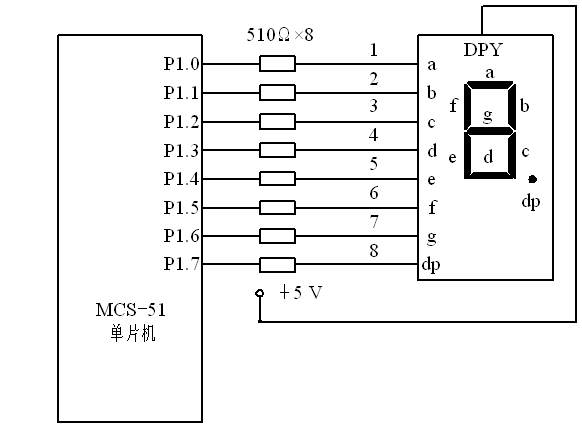 510Ω×8
DPY
P1.0
1
a
P1.1
2
b
P1.2
3
c
P1.3
4
d
P1.4
5
e
P1.5
6
f
P1.6
7
g
P1.7
8
dp
a
f
b
g
e
d
c
dp
+5 V
MCS-51
单片机